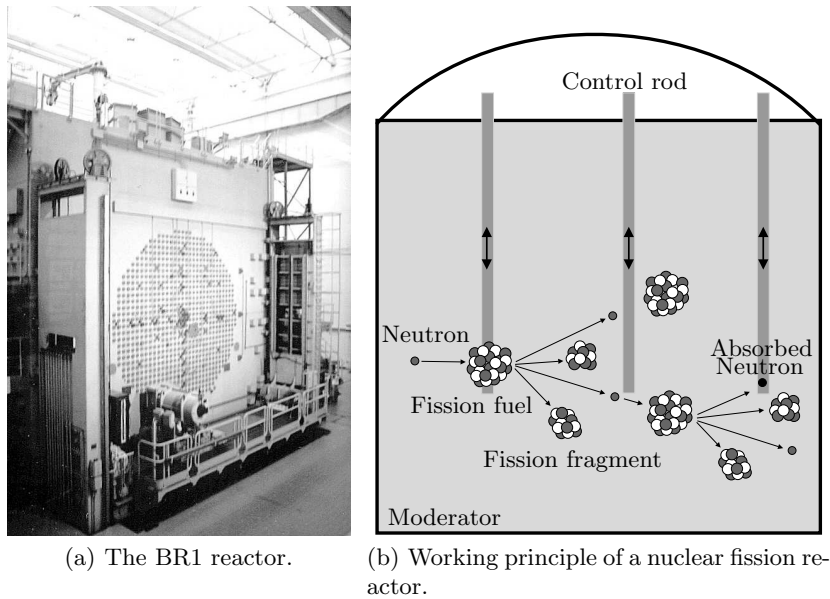 Control rod
Neutron
Absorbed
Neutron
Fission fuel
Fission fragment
Moderator
(a) The BR1 reactor.
(b) Working principle of a nuclear fission re-
actor.